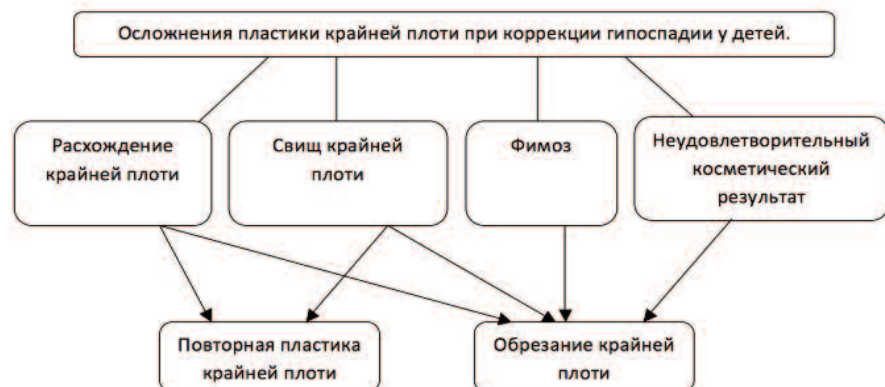 Осложнения пластики крайней плоти при коррекции гипоспадии у детей.
Расхождение
крайней плоти
Свищ крайней
плоти
Фимоз
Неудовлетворительный
косметический
результат
Повторная пластика
крайней плоти
Обрезание крайней
плоти